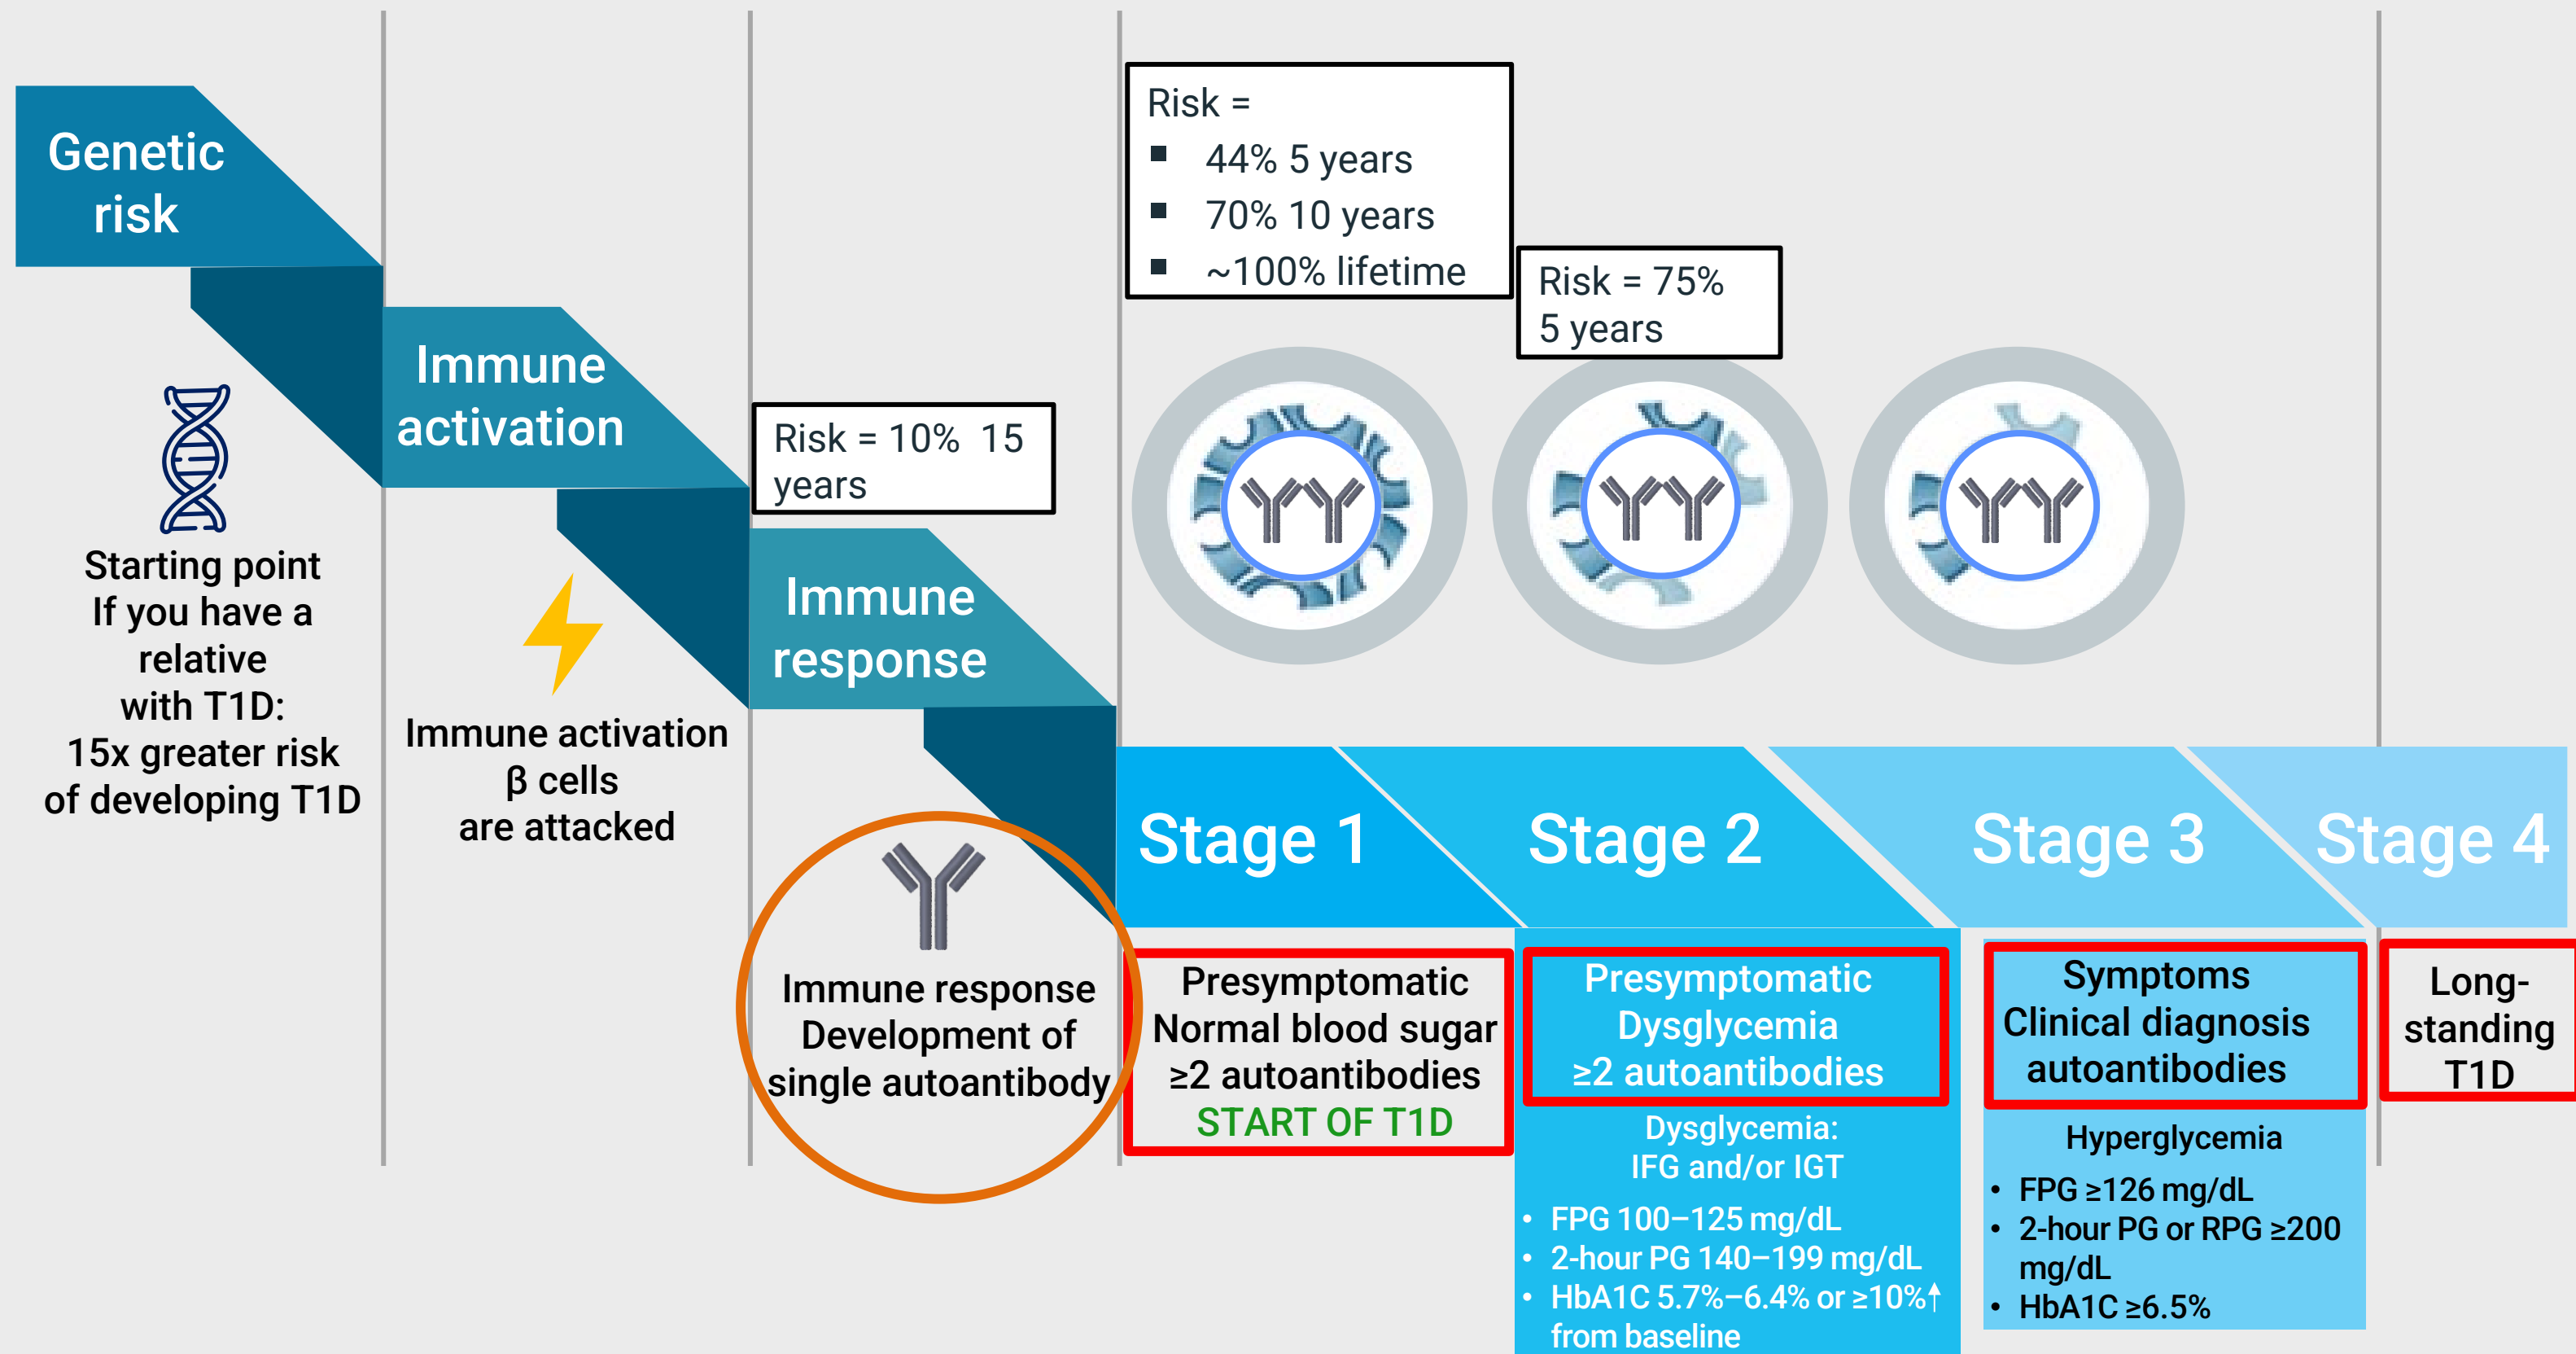 Genetic
risk
Starting point
If you have a
relative
with T1D:
15x greater risk
of developing T1D
Immune
activation
Immune activation
β cells
are attacked
Risk = 10%  15
years
Immune
response
Immune response
Development of
single autoantibody
Risk =
▪ 44% 5 years
▪ 70% 10 years
▪ ~100% lifetime
Risk = 75%
5 years
Stage 1
Presymptomatic
Normal blood sugar
≥2 autoantibodies
START OF T1D
Stage 2
Presymptomatic
Dysglycemia
≥2 autoantibodies
Dysglycemia:
IFG and/or IGT
• FPG 100–125 mg/dL
• 2-hour PG 140–199 mg/dL
• HbA1C 5.7%–6.4% or ≥10%↑
from baseline
Stage 3
Symptoms
Clinical diagnosis
autoantibodies
Hyperglycemia
• FPG ≥126 mg/dL
• 2-hour PG or RPG ≥200
mg/dL
• HbA1C ≥6.5%
Stage 4
Long-
standing
T1D